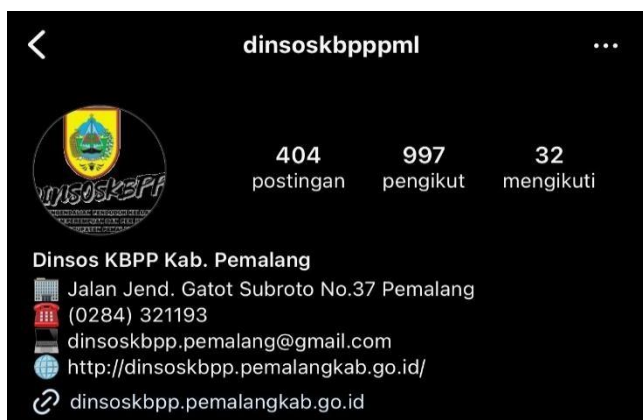 dinsoskbpppml
404 997 32
postingan pengikut mengikuti
DINSOSKBPP
Dinsos KBPP Kab. Pemalang
Jalan Jend. Gatot Subroto No.37 Pemalang
(0284) 321193
dinsoskbpp.pemalang@gmail.com
http://dinsoskbpp.pemalangkab.go.id/
dinsoskbpp.pemalangkab.go.id